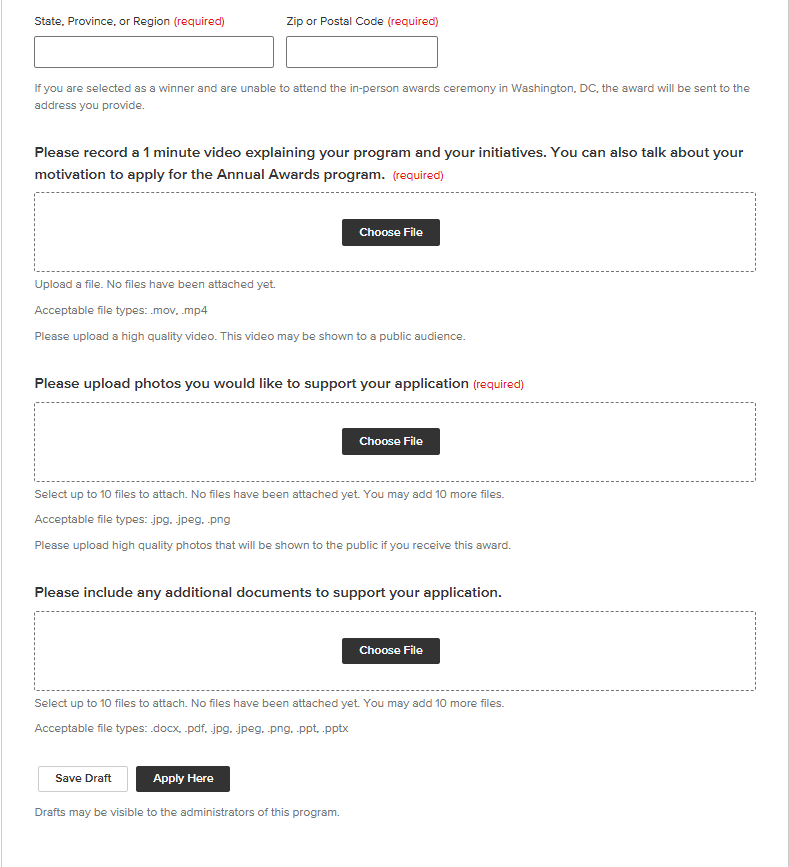 State, Province, or Region (required) Zip or Postal Code (required)
If you are selected as a winner and are unable to attend the in-person awards ceremony in Washington, DC, the award will be sent to the
address you provide.
Please record a 1 minute video explaining your program and your initiatives. You can also talk about your
motivation to apply for the Annual Awards program. (required)
Choose File
Upload a file. No files have been attached yet.
Acceptable file types: .mov, .mp4
Please upload a high quality video. This video may be shown to a public audience.
Please upload photos you would like to support your application (required)
Choose File
Select up to 10 files to attach. No files have been attached yet. You may add 10 more files.
Acceptable file types: .jpg, .jpeg, .png
Please upload high quality photos that will be shown to the public if you receive this award.
Please include any additional documents to support your application.
Choose File
Select up to 10 files to attach. No files have been attached yet. You may add 10 more files.
Acceptable file types: .docx, .pdf, .jpg, .jpeg, .png, .ppt, .pptx
Save Draft Apply Here
Drafts may be visible to the administrators of this program.